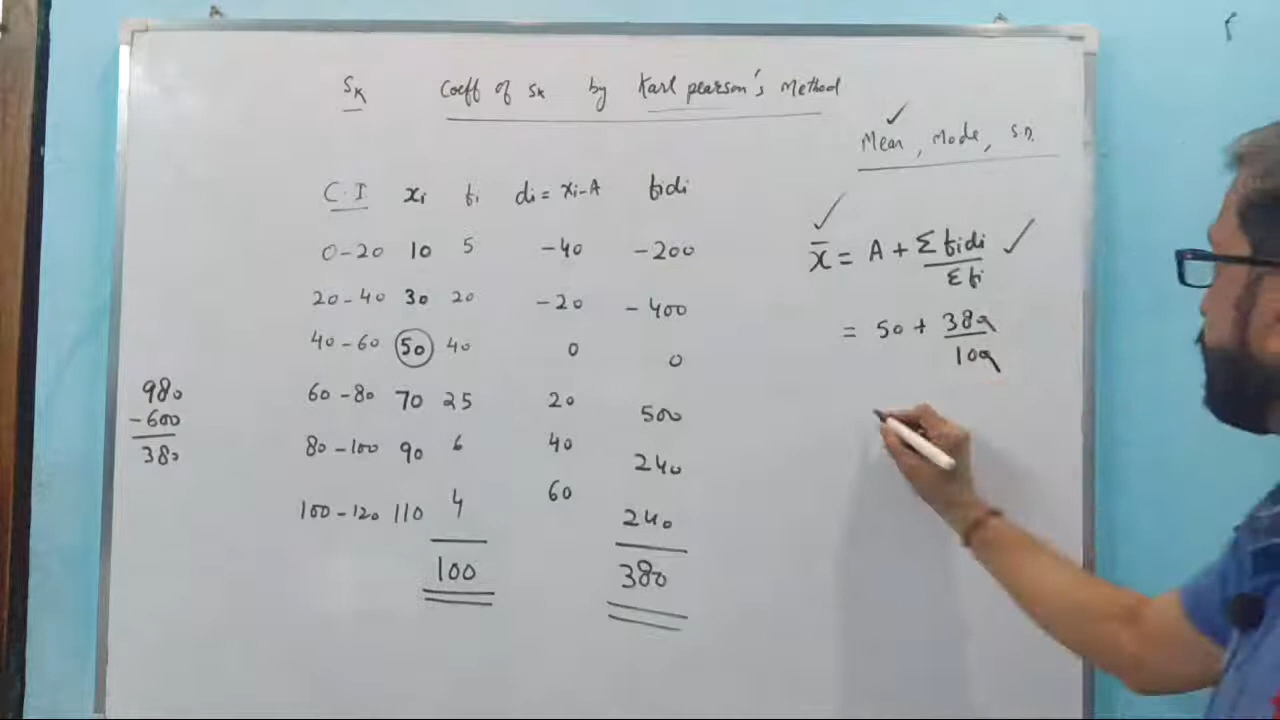 Sk Coeff of Sk by Karl pearson's Method
Mean, Mode, S.D.
C.I xi fi di = xi-A fidi
0-20 10 5 -40 -200
20-40 30 20 -20 -400
40-60 50 40 0 0
60-80 70 25 20 500
80-100 90 6 40 240
100-120 110 4 60 240
100 380
980
-600
380
x̄ = A + Σfidi
Σfi
= 50 + 380
100